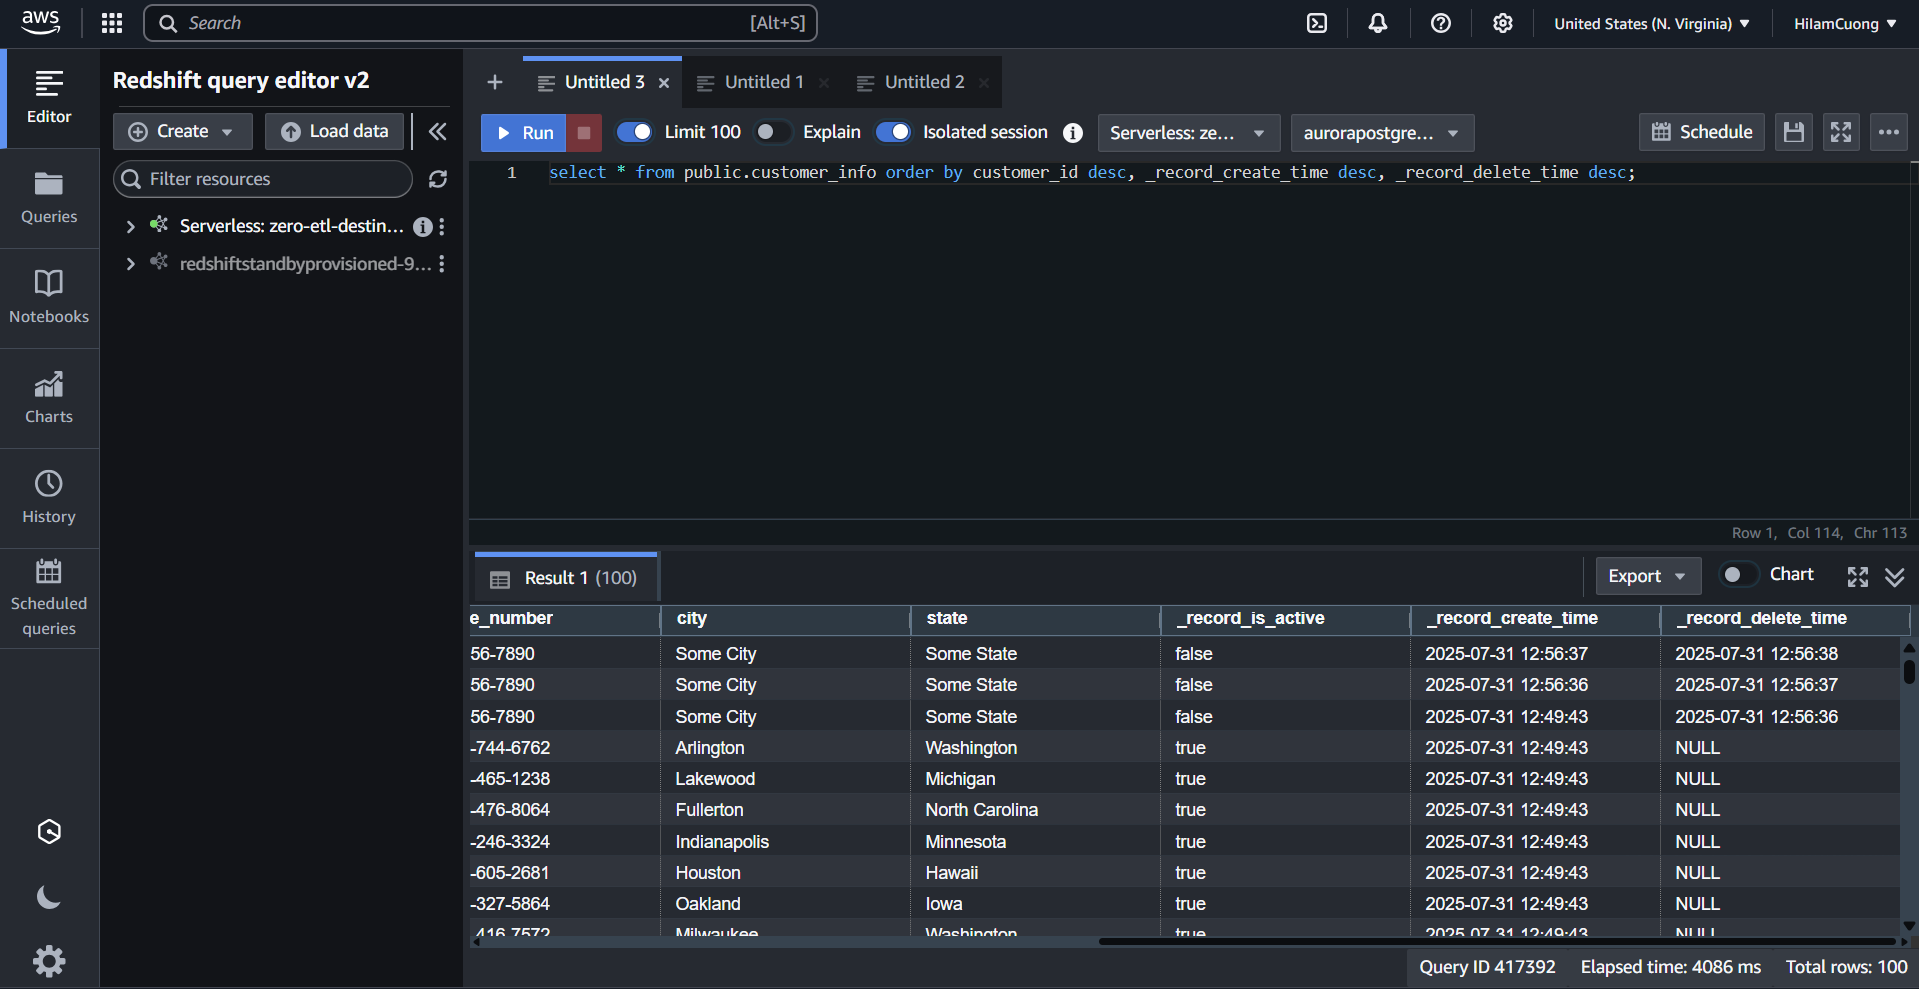 aws
Search
[Alt+S]
United States (N. Virginia)
HilamCuong
Editor
Queries
Notebooks
Charts
History
Scheduled
queries
Redshift query editor v2
Create
Load data
Filter resources
Serverless: zero-etl-destin...
redshiftstandbyprovisioned-9...
Untitled 3
Untitled 1
Untitled 2
Run
Limit 100
Explain
Isolated session
Serverless: ze...
aurorapostgre...
Schedule
1 select * from public.customer_info order by customer_id desc, _record_create_time desc, _record_delete_time desc;
Row 1, Col 114, Chr 113
Result 1 (100)
Export
Chart
e_number city state _record_is_active _record_create_time _record_delete_time
56-7890 Some City Some State false 2025-07-31 12:56:37 2025-07-31 12:56:38
56-7890 Some City Some State false 2025-07-31 12:56:36 2025-07-31 12:56:37
56-7890 Some City Some State false 2025-07-31 12:49:43 2025-07-31 12:56:36
-744-6762 Arlington Washington true 2025-07-31 12:49:43 NULL
-465-1238 Lakewood Michigan true 2025-07-31 12:49:43 NULL
-476-8064 Fullerton North Carolina true 2025-07-31 12:49:43 NULL
-246-3324 Indianapolis Minnesota true 2025-07-31 12:49:43 NULL
-605-2681 Houston Hawaii true 2025-07-31 12:49:43 NULL
-327-5864 Oakland Iowa true 2025-07-31 12:49:43 NULL
-416-7572 Milwaukee Washington true 2025-07-31 12:49:43 NULL
Query ID 417392 Elapsed time: 4086 ms Total rows: 100